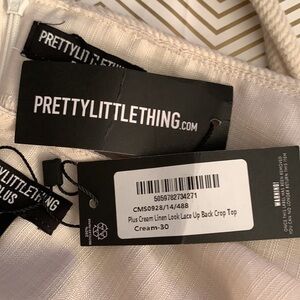 PRETTYLITTLETHING
PRETTYLITTLETHING.COM
PRETTYLITTLETHING
PLUS
5059782734271
CMS0928/14/488
Plus Cream Linen Look Lace Up Back Crop Top
Cream-30